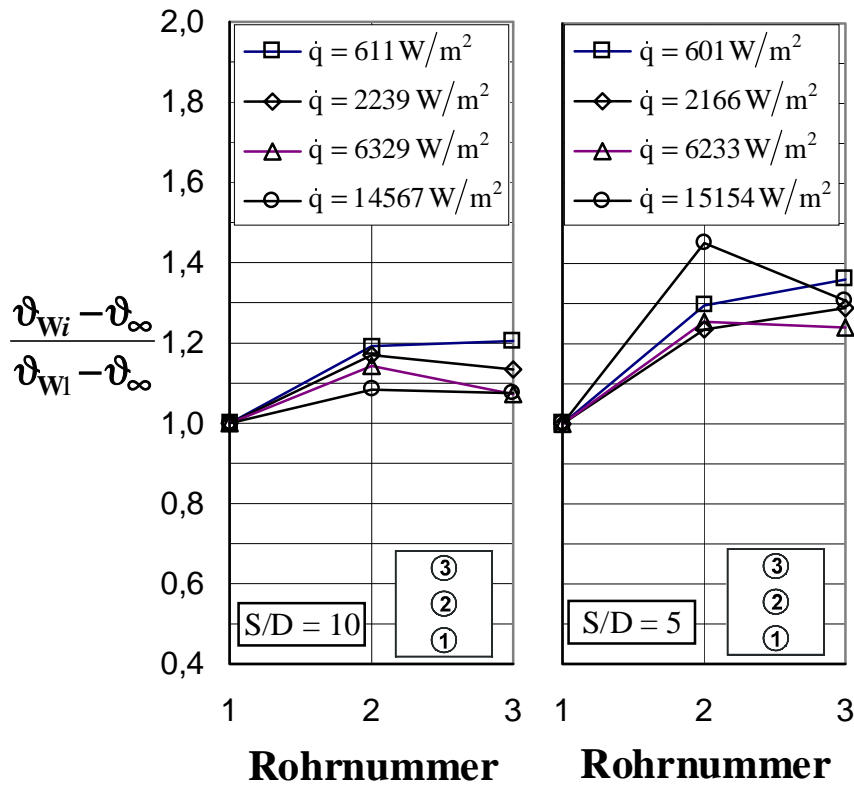 2,0
1,8
1,6
1,4
1,2
1,0
0,8
0,6
0,4
ϑWi − ϑ∞
ϑW1 − ϑ∞
q̇ = 611 W/m²
q̇ = 2239 W/m²
q̇ = 6329 W/m²
q̇ = 14567 W/m²
S/D = 10
③
②
①
1 2 3
Rohrnummer
q̇ = 601 W/m²
q̇ = 2166 W/m²
q̇ = 6233 W/m²
q̇ = 15154 W/m²
S/D = 5
③
②
①
1 2 3
Rohrnummer